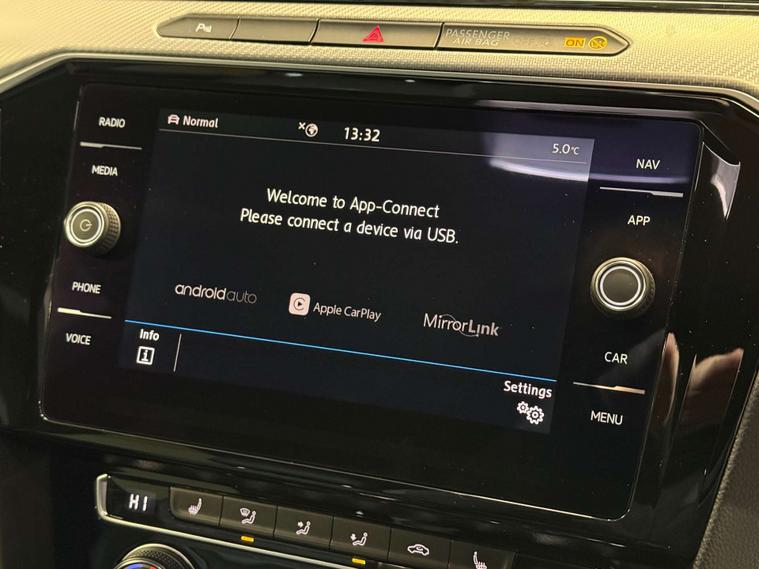 PASSENGER
AIR BAG
ON
RADIO
MEDIA
PHONE
VOICE
Normal
13:32
5.0°C
Welcome to App-Connect
Please connect a device via USB.
androidauto
Apple CarPlay
MirrorLink
Info
Settings
NAV
APP
CAR
MENU
HI